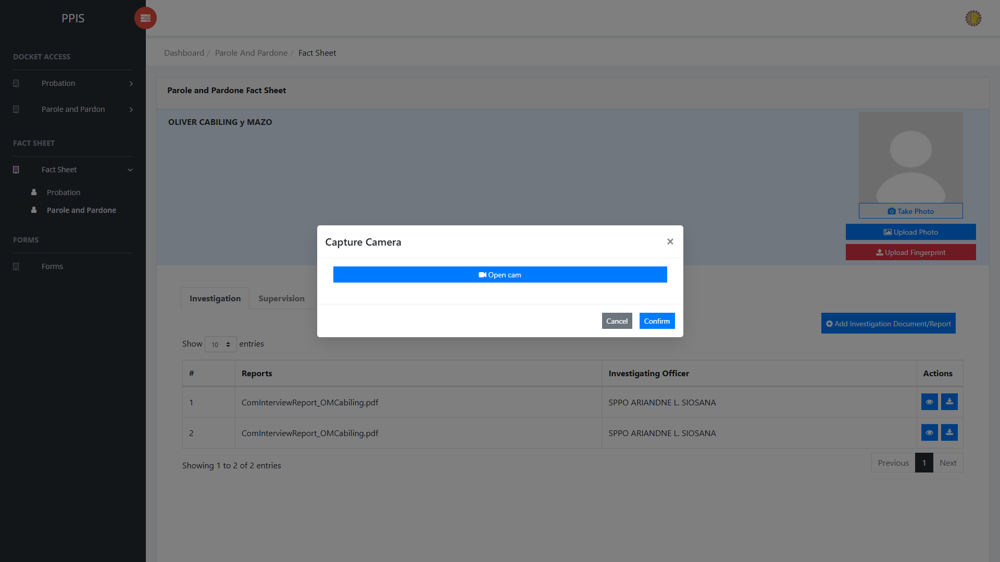 PPIS
DOCKET ACCESS
Probation
Parole and Pardon
FACT SHEET
Fact Sheet
Probation
Parole and Pardone
FORMS
Forms
Dashboard / Parole And Pardone / Fact Sheet
Parole and Pardone Fact Sheet
OLIVER CABILING y MAZO
Take Photo
Upload Photo
Upload Fingerprint
Capture Camera
×
Open cam
Cancel Confirm
Investigation Supervision
Add Investigation Document/Report
Show 10 entries
# Reports Investigating Officer Actions
1 ComInterviewReport_OMCabiling.pdf SPPO ARIANDNE L. SIOSANA
2 ComInterviewReport_OMCabiling.pdf SPPO ARIANDNE L. SIOSANA
Showing 1 to 2 of 2 entries
Previous 1 Next